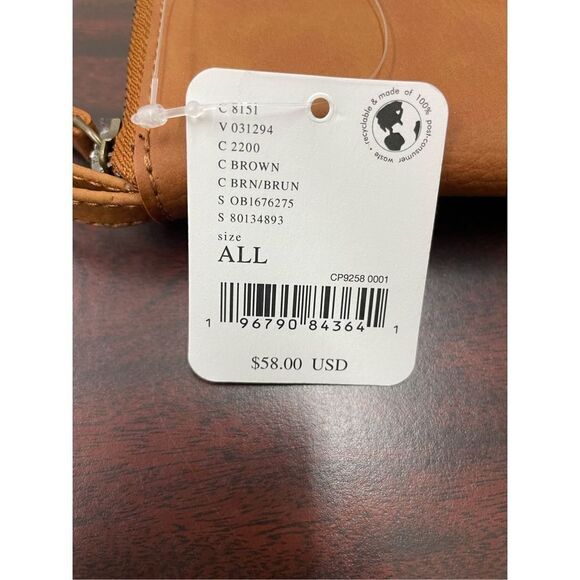 C 8151
V 031294
C 2200
C BROWN
C BRN/BRUN
S OB1676275
S 80134893
size
ALL
CP9258 0001
1 96790 84364 1
$58.00 USD
recyclable & made of 100% post-consumer waste •